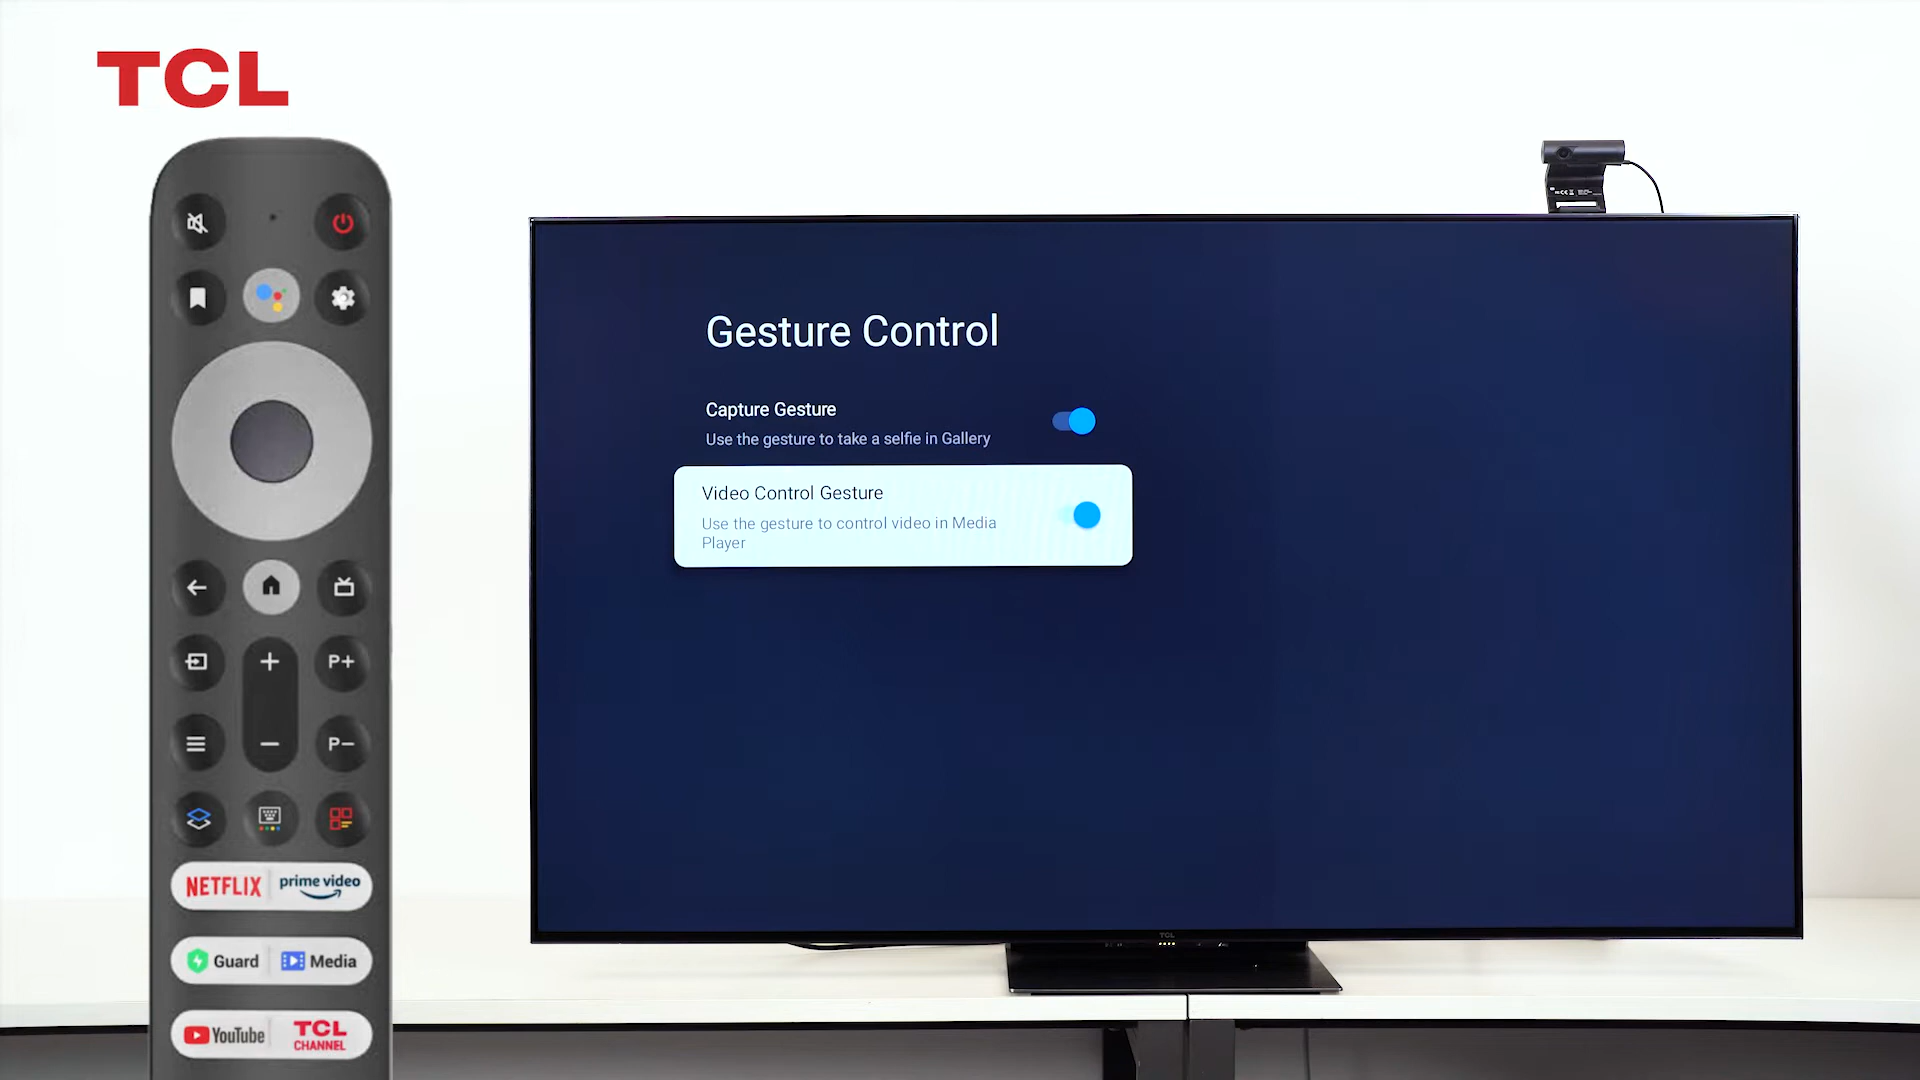 TCL
P+
P-
NETFLIX
prime video
Guard
Media
YouTube
TCL
CHANNEL
Gesture Control
Capture Gesture
Use the gesture to take a selfie in Gallery
Video Control Gesture
Use the gesture to control video in Media
Player
TCL